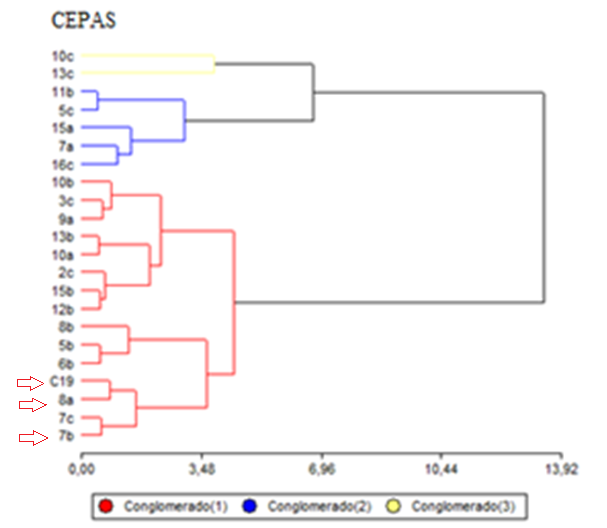 CEPAS
10c
13c
11b
5c
15a
7a
16c
10b
3c
9a
13b
10a
2c
15b
12b
8b
5b
6b
C19
8a
7c
7b
0,00 3,48 6,96 10,44 13,92
Conglomerado(1) Conglomerado(2) Conglomerado(3)